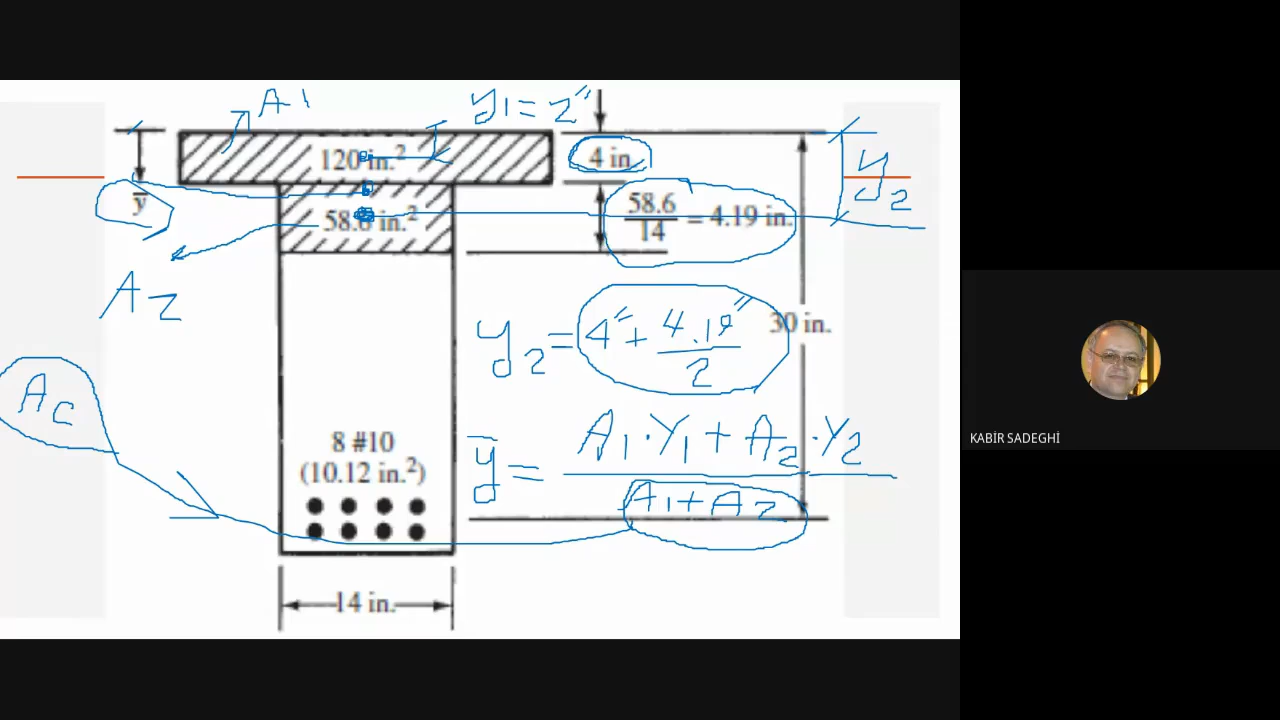 A1
y1 = 2"
120 in.²
4 in.
y2
ȳ
58.6 in.²
58.6/14 = 4.19 in.
A2
y2 = 4" + 4.19"/2
30 in.
Ac
8 #10
(10.12 in.²)
ȳ = A1·Y1 + A2·Y2
A1 + A2
14 in.
KABİR SADEGHİ